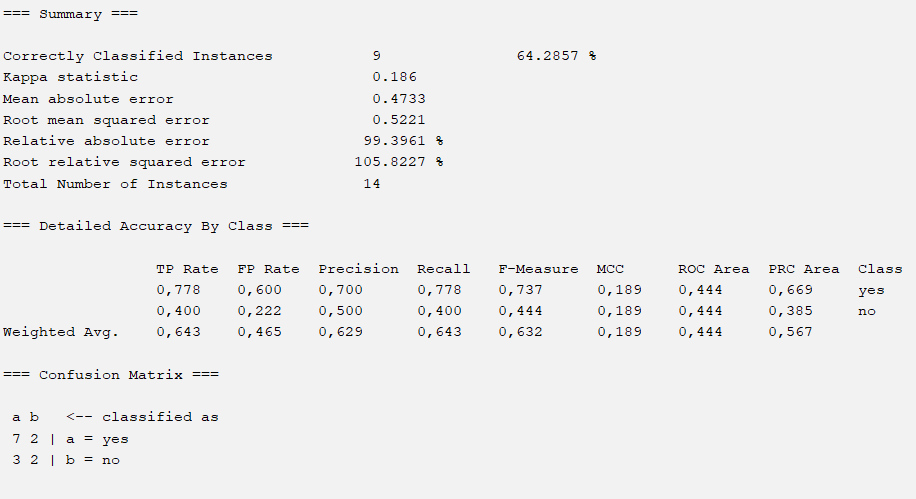 === Summary ===
Correctly Classified Instances 9 64.2857 %
Kappa statistic 0.186
Mean absolute error 0.4733
Root mean squared error 0.5221
Relative absolute error 99.3961 %
Root relative squared error 105.8227 %
Total Number of Instances 14
=== Detailed Accuracy By Class ===
TP Rate FP Rate Precision Recall F-Measure MCC ROC Area PRC Area Class
0,778 0,600 0,700 0,778 0,737 0,189 0,444 0,669 yes
0,400 0,222 0,500 0,400 0,444 0,189 0,444 0,385 no
Weighted Avg. 0,643 0,465 0,629 0,643 0,632 0,189 0,444 0,567
=== Confusion Matrix ===
a b <-- classified as
7 2 | a = yes
3 2 | b = no